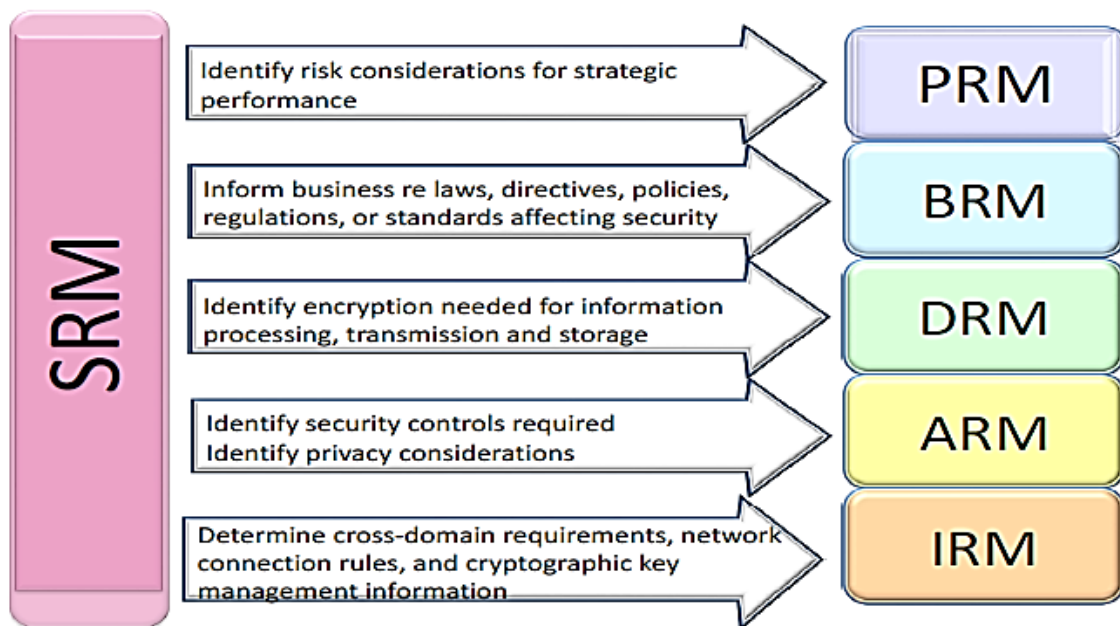 SRM
Identify risk considerations for strategic
performance
PRM
Inform business re laws, directives, policies,
regulations, or standards affecting security
BRM
Identify encryption needed for information
processing, transmission and storage
DRM
Identify security controls required
Identify privacy considerations
ARM
Determine cross-domain requirements, network
connection rules, and cryptographic key
management information
IRM